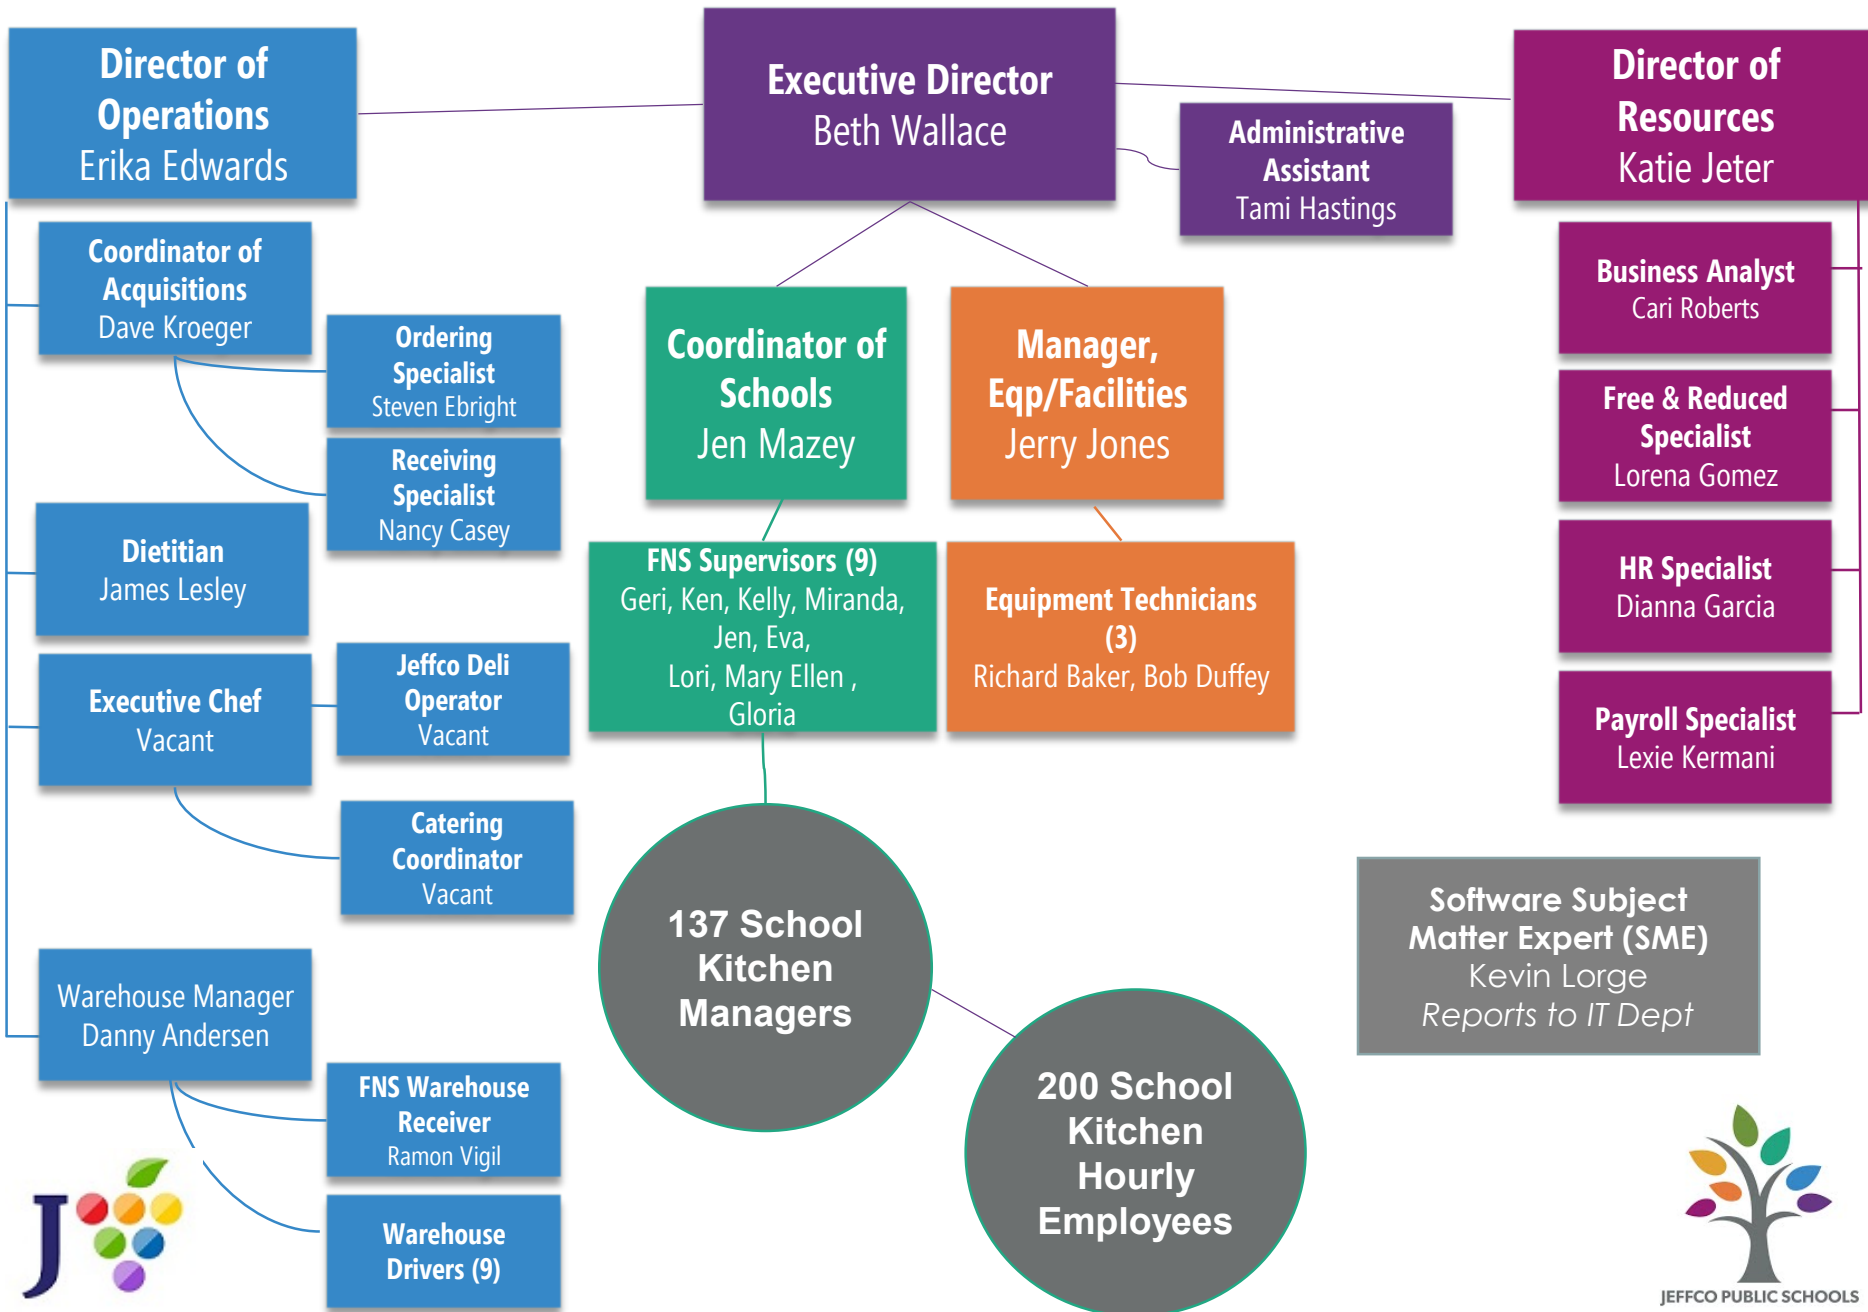 Director of
Operations
Erika Edwards
Executive Director
Beth Wallace
Administrative
Assistant
Tami Hastings
Director of
Resources
Katie Jeter
Coordinator of
Acquisitions
Dave Kroeger
Ordering
Specialist
Steven Ebright
Receiving
Specialist
Nancy Casey
Dietitian
James Lesley
Executive Chef
Vacant
Jeffco Deli
Operator
Vacant
Catering
Coordinator
Vacant
Warehouse Manager
Danny Andersen
FNS Warehouse
Receiver
Ramon Vigil
Warehouse
Drivers (9)
Coordinator of
Schools
Jen Mazey
Manager,
Eqp/Facilities
Jerry Jones
FNS Supervisors (9)
Geri, Ken, Kelly, Miranda,
Jen, Eva,
Lori, Mary Ellen ,
Gloria
Equipment Technicians
(3)
Richard Baker, Bob Duffey
137 School
Kitchen
Managers
200 School
Kitchen
Hourly
Employees
Business Analyst
Cari Roberts
Free & Reduced
Specialist
Lorena Gomez
HR Specialist
Dianna Garcia
Payroll Specialist
Lexie Kermani
Software Subject
Matter Expert (SME)
Kevin Lorge
Reports to IT Dept
J
JEFFCO PUBLIC SCHOOLS